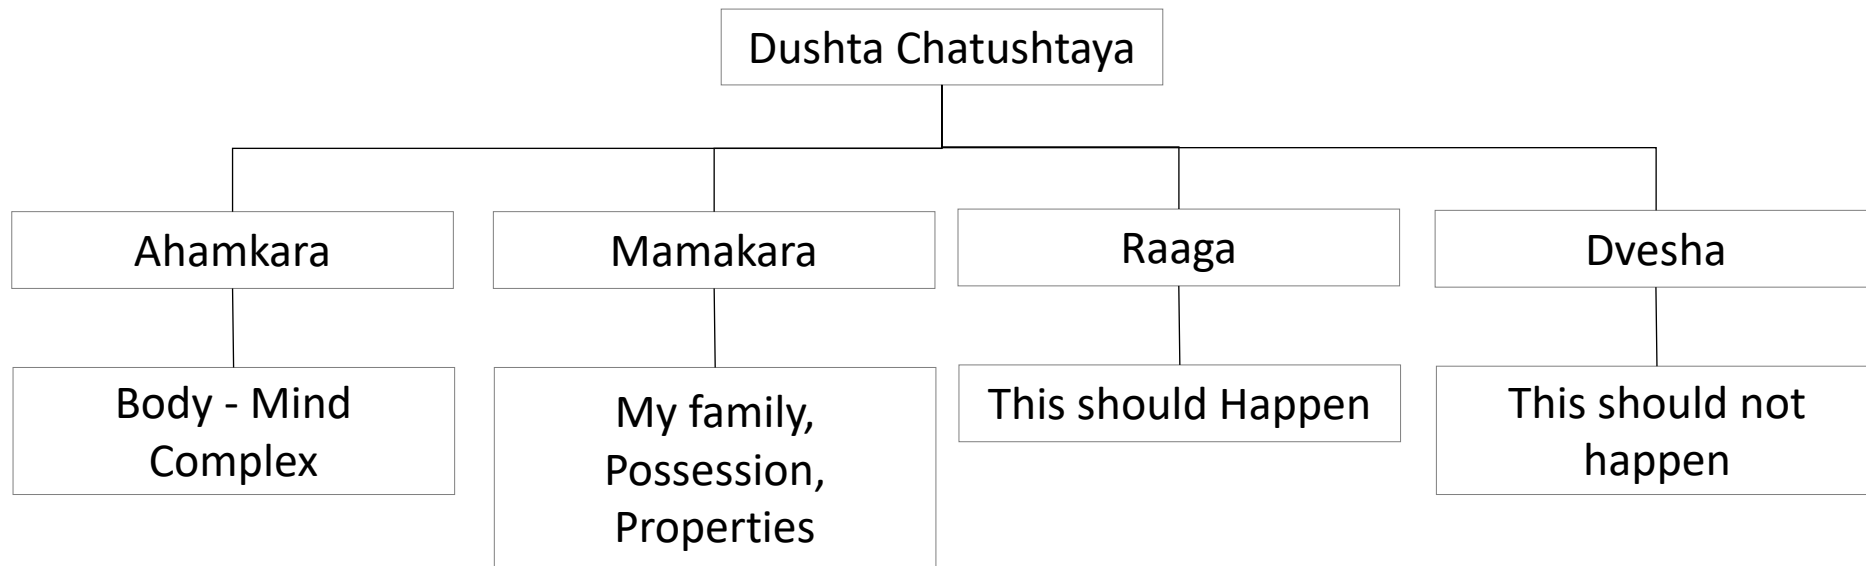 Dushta Chatushtaya
Ahamkara
Mamakara
Raaga
Dvesha
Body - Mind
Complex
My family,
Possession,
Properties
This should Happen
This should not
happen